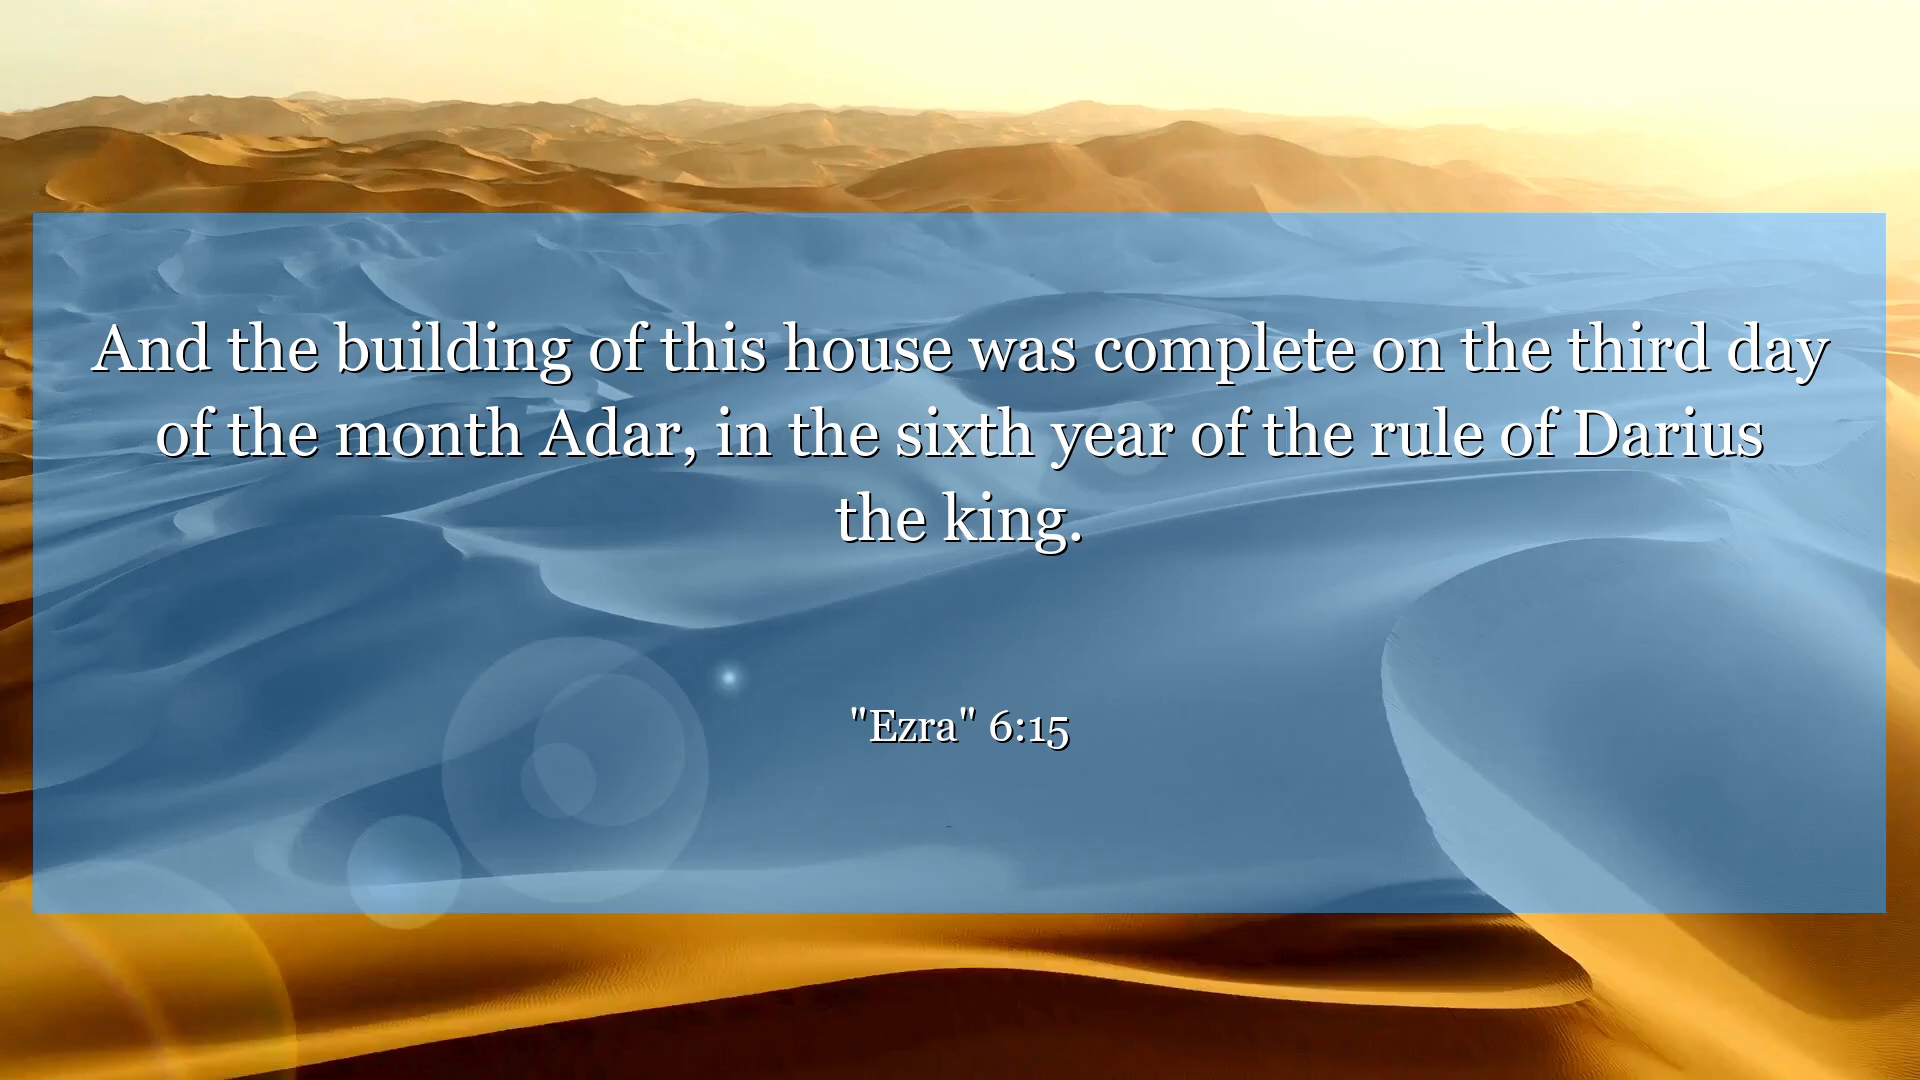 And the building of this house was complete on the third day
of the month Adar, in the sixth year of the rule of Darius
the king.
"Ezra" 6:15